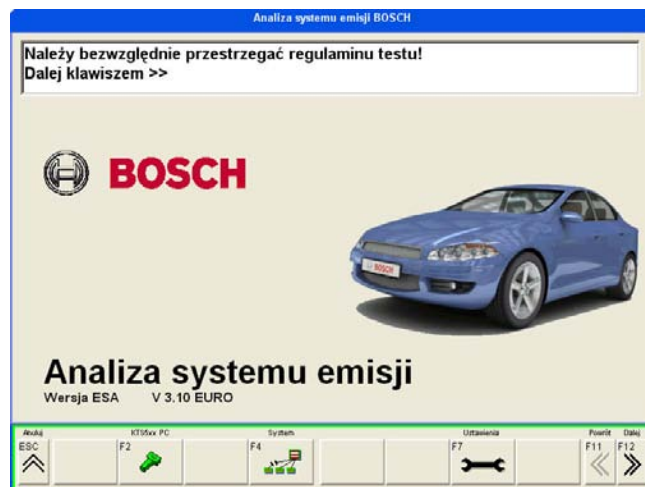 Analiza systemu emisji BOSCH
Należy bezwzględnie przestrzegać regulaminu testu!
Dalej klawiszem >>
BOSCH
BOSCH
Analiza systemu emisji
Wersja ESA V 3.10 EURO
Anuluj KTS5xx PC System Ustawienia Powrót Dalej
ESC F2 F4 F7 F11 F12